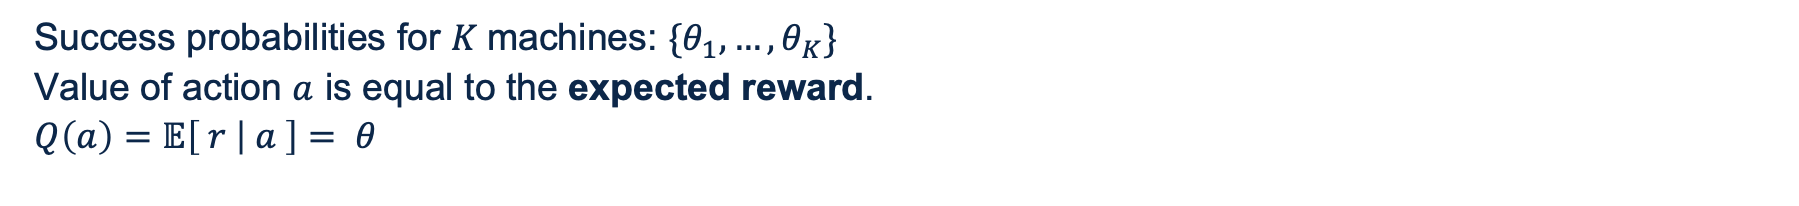 Success probabilities for K machines: {θ₁, ... , θ_K}
Value of action a is equal to the expected reward.
Q(a) = 𝔼[ r | a ] = θ